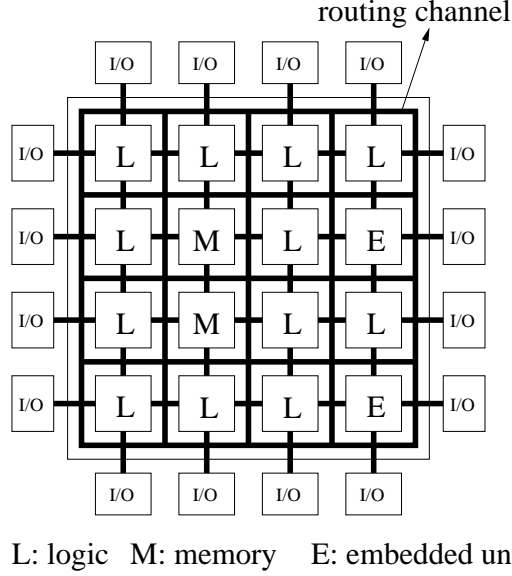 routing channel
I/O I/O I/O I/O
I/O L L L L I/O
I/O L M L E I/O
I/O L M L L I/O
I/O L L L E I/O
I/O I/O I/O I/O
L: logic M: memory E: embedded un